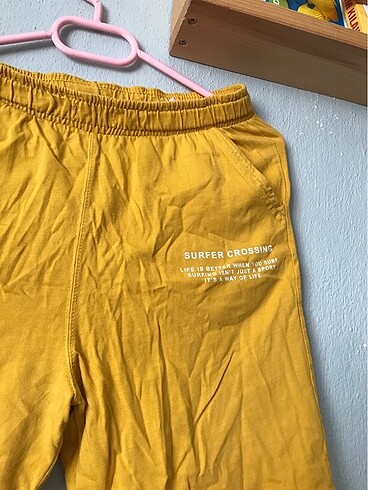 SURFER CROSSING
LIFE IS BETTER WHEN YOU SURF,
SURFING ISN'T JUST A SPORT
IT'S A WAY OF LIFE